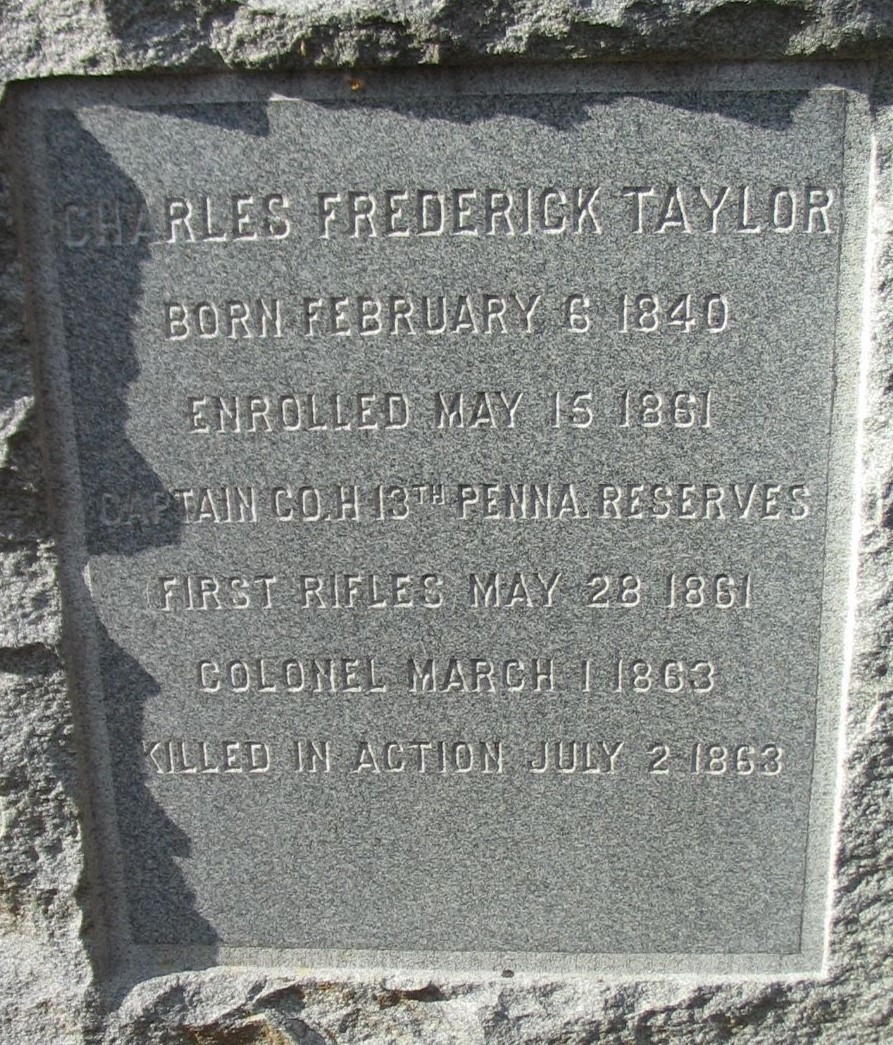 CHARLES FREDERICK TAYLOR
BORN FEBRUARY 6 1840
ENROLLED MAY 15 1861
CAPTAIN CO. H 13TH PENNA. RESERVES
FIRST RIFLES MAY 28 1861
COLONEL MARCH 1 1863
KILLED IN ACTION JULY 2 1863